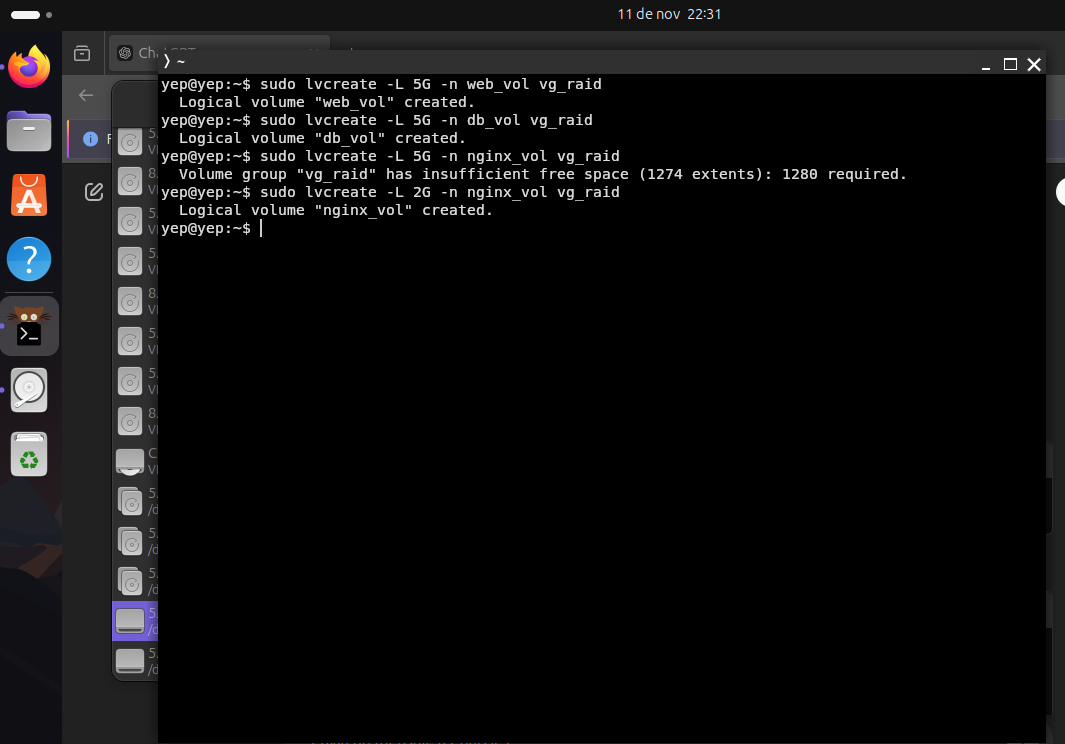 11 de nov 22:31
❭ ~
yep@yep:~$ sudo lvcreate -L 5G -n web_vol vg_raid
Logical volume "web_vol" created.
yep@yep:~$ sudo lvcreate -L 5G -n db_vol vg_raid
Logical volume "db_vol" created.
yep@yep:~$ sudo lvcreate -L 5G -n nginx_vol vg_raid
Volume group "vg_raid" has insufficient free space (1274 extents): 1280 required.
yep@yep:~$ sudo lvcreate -L 2G -n nginx_vol vg_raid
Logical volume "nginx_vol" created.
yep@yep:~$